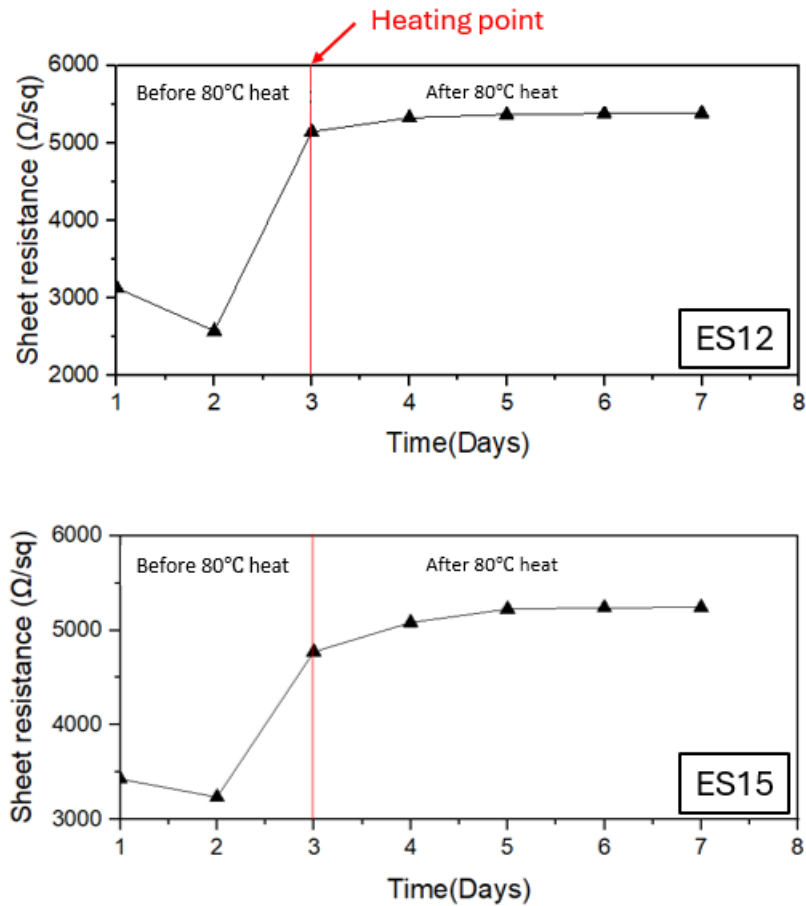 Heating point
6000
Before 80℃ heat
After 80℃ heat
5000
4000
3000
2000
Sheet resistance (Ω/sq)
ES12
1 2 3 4 5 6 7 8
Time(Days)
6000
Before 80℃ heat
After 80℃ heat
5000
4000
3000
Sheet resistance (Ω/sq)
ES15
1 2 3 4 5 6 7 8
Time(Days)